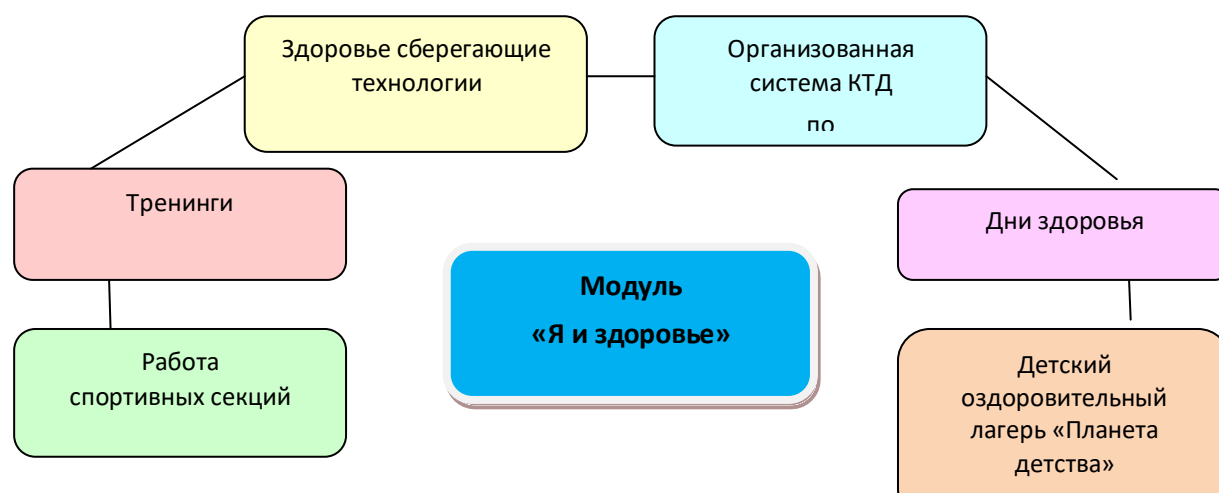 Здоровье сберегающие
технологии
Организованная
система КТД
по
Тренинги
Дни здоровья
Модуль
«Я и здоровье»
Работа
спортивных секций
Детский
оздоровительный
лагерь «Планета
детства»